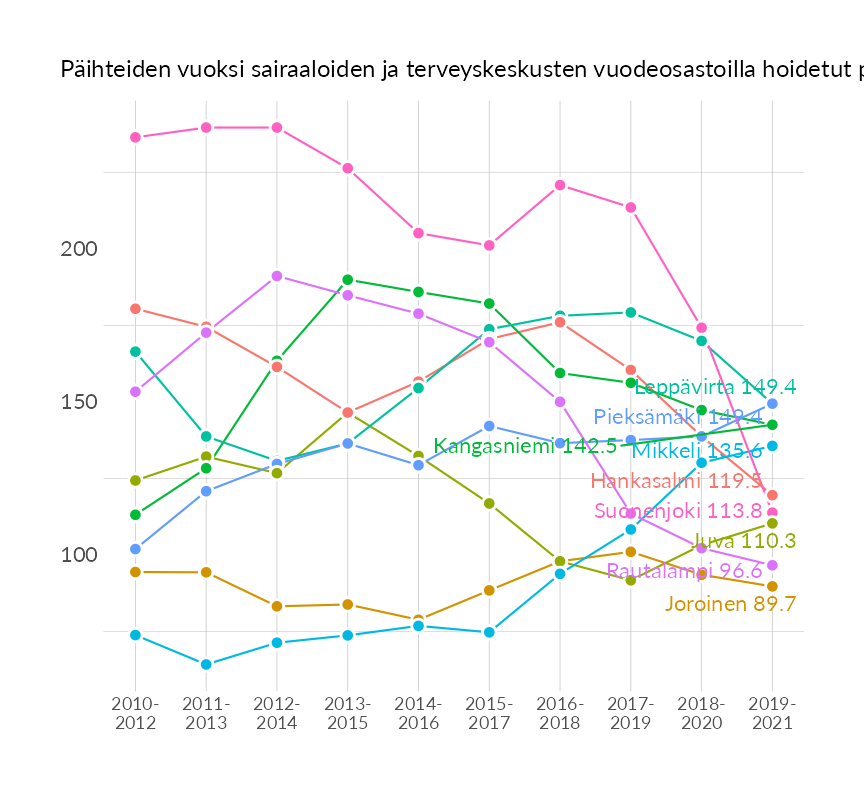 Päihteiden vuoksi sairaaloiden ja terveyskeskusten vuodeosastoilla hoidetut
200
150
100
Leppävirta 149.4
Pieksämäki 149.4
Kangasniemi 142.5
Mikkeli 135.6
Hankasalmi 119.5
Suonenjoki 113.8
Juva 110.3
Rautalampi 96.6
Joroinen 89.7
2010- 2011- 2012- 2013- 2014- 2015- 2016- 2017- 2018- 2019-
2012 2013 2014 2015 2016 2017 2018 2019 2020 2021